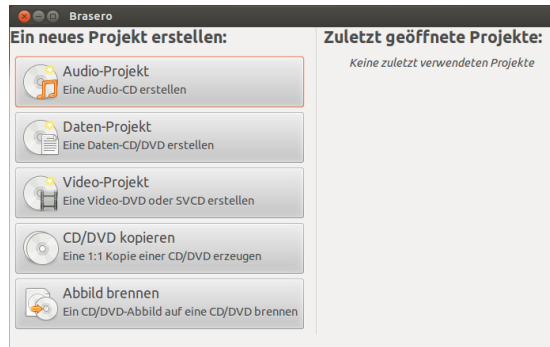 Brasero
Ein neues Projekt erstellen:
Audio-Projekt
Eine Audio-CD erstellen
Daten-Projekt
Eine Daten-CD/DVD erstellen
Video-Projekt
Eine Video-DVD oder SVCD erstellen
CD/DVD kopieren
Eine 1:1 Kopie einer CD/DVD erzeugen
Abbild brennen
Ein CD/DVD-Abbild auf eine CD/DVD brennen
Zuletzt geöffnete Projekte:
Keine zuletzt verwendeten Projekte